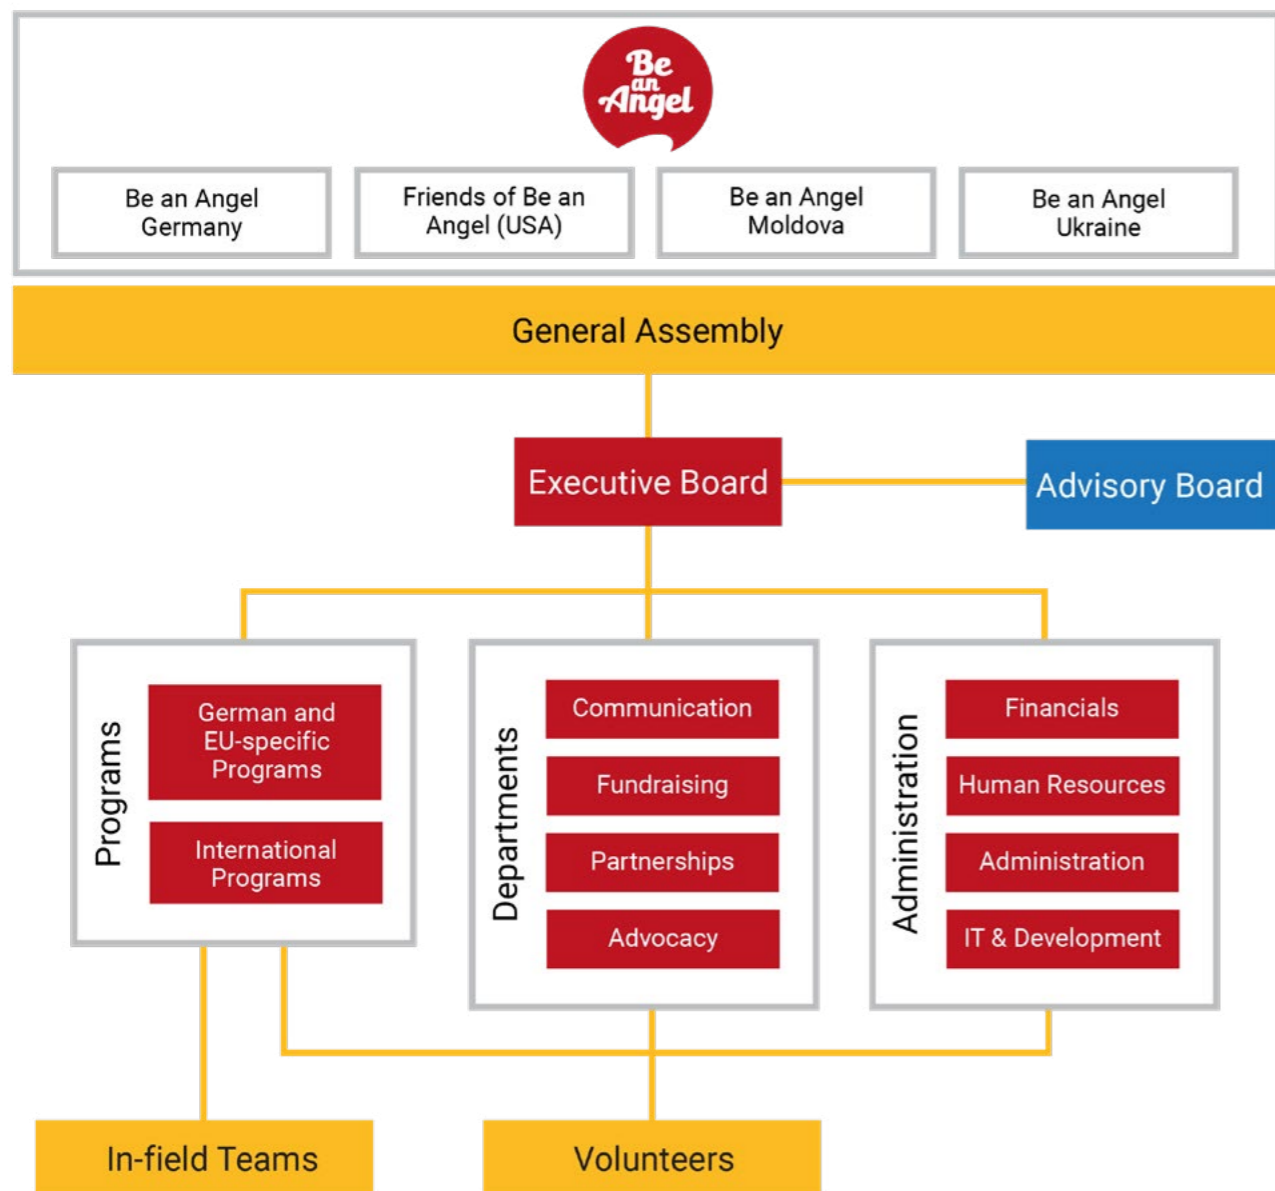 Be
an
Angel
Be an Angel
Germany
Friends of Be an
Angel (USA)
Be an Angel
Moldova
Be an Angel
Ukraine
General Assembly
Executive Board
Advisory Board
Programs
German and
EU-specific
Programs
International
Programs
Departments
Communication
Fundraising
Partnerships
Advocacy
Administration
Financials
Human Resources
Administration
IT & Development
In-field Teams
Volunteers